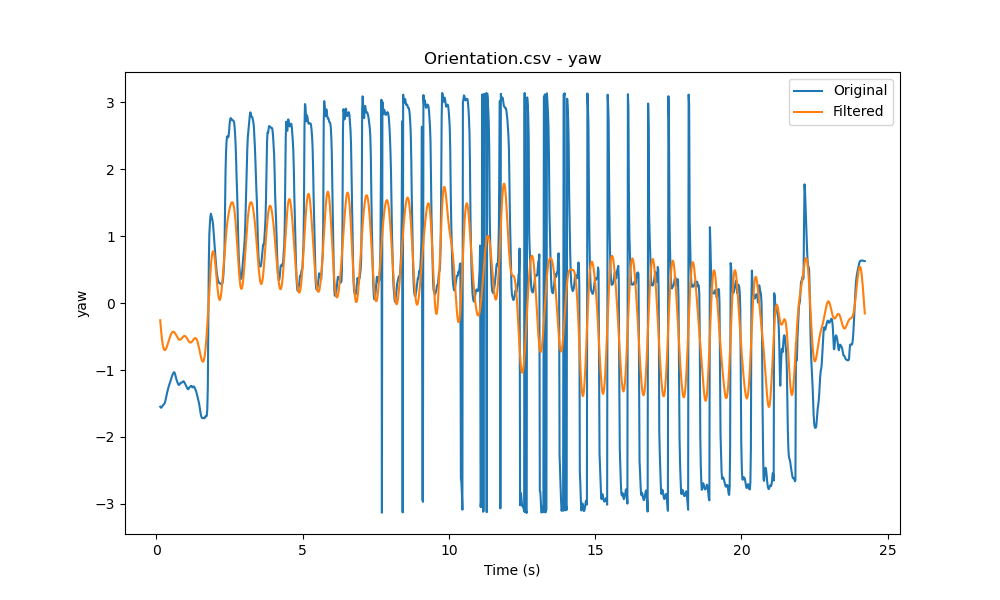 Orientation.csv - yaw
Original
Filtered
3
2
1
0
−1
−2
−3
yaw
0
5
10
15
20
25
Time (s)